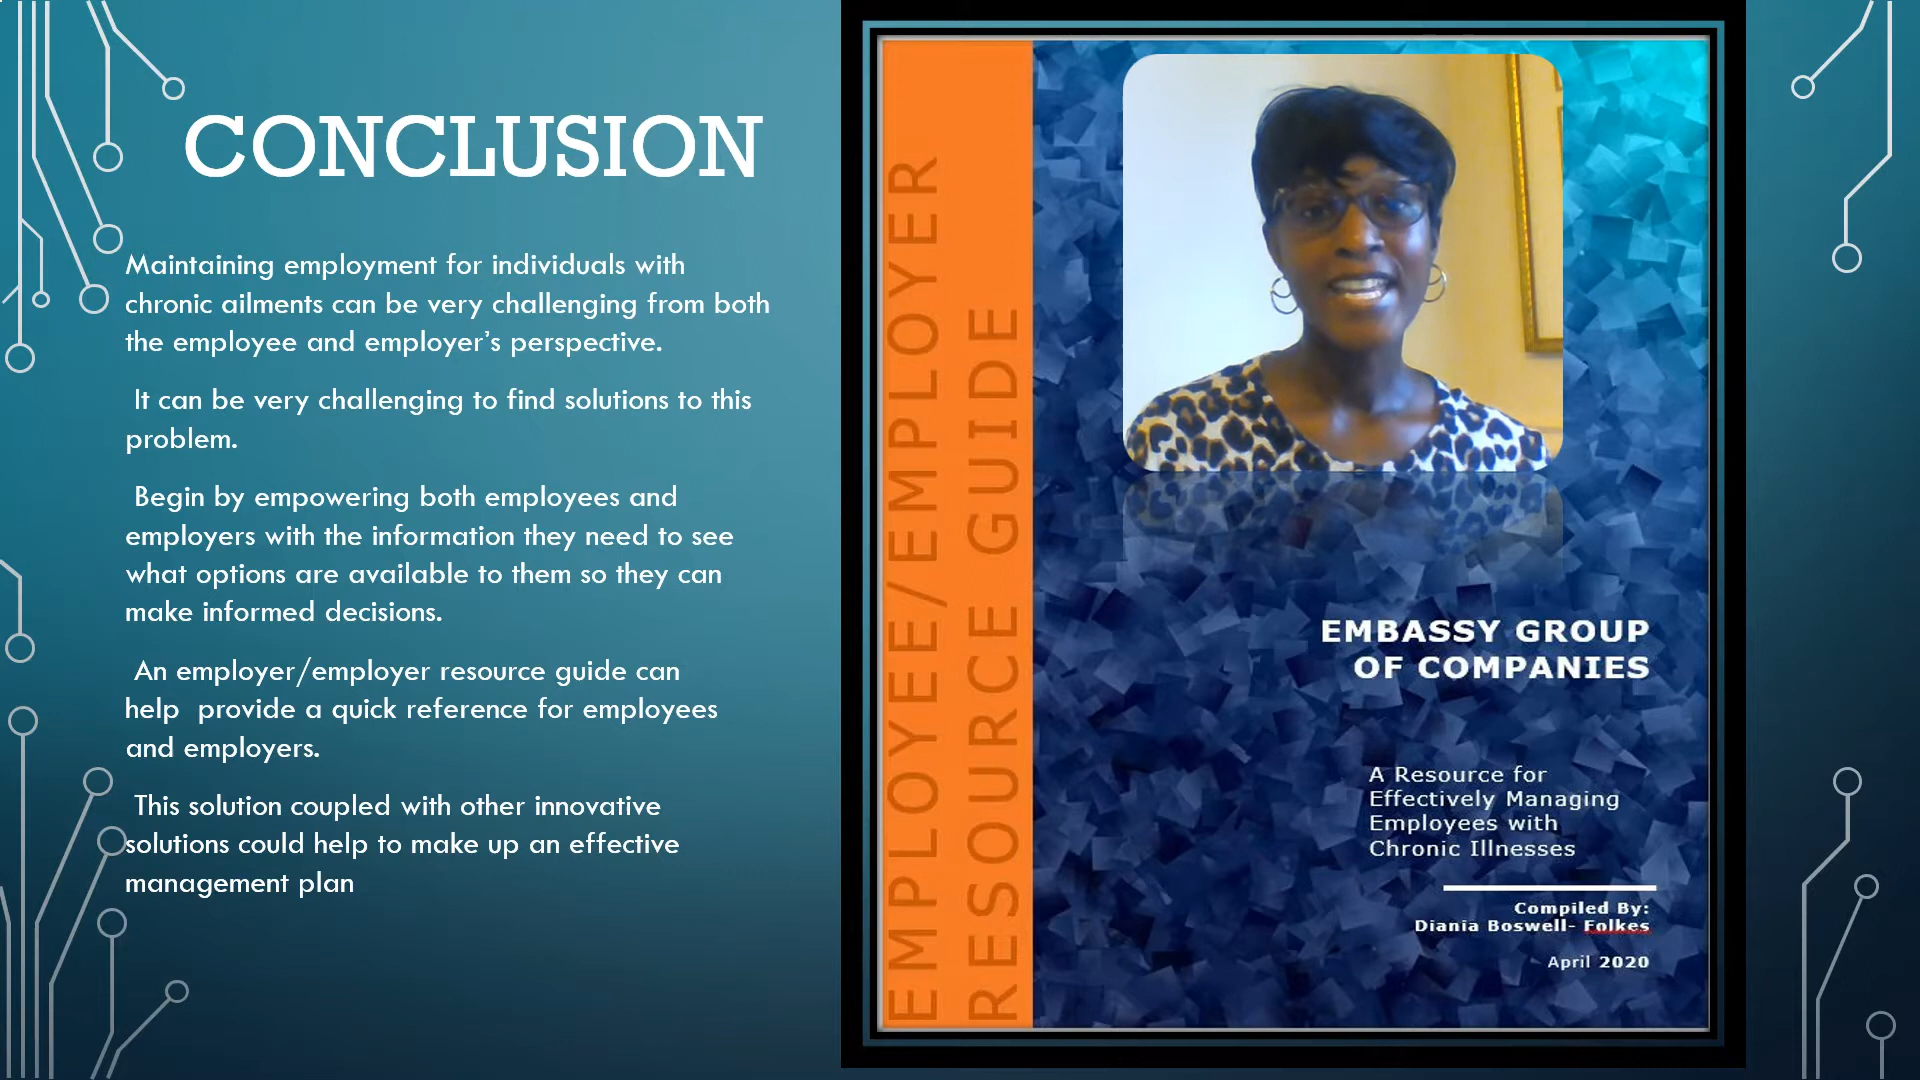 CONCLUSION
Maintaining employment for individuals with
chronic ailments can be very challenging from both
the employee and employer's perspective.
It can be very challenging to find solutions to this
problem.
Begin by empowering both employees and
employers with the information they need to see
what options are available to them so they can
make informed decisions.
An employer/employer resource guide can
help provide a quick reference for employees
and employers.
This solution coupled with other innovative
solutions could help to make up an effective
management plan
EMPLOYEE/EMPLOYER
RESOURCE GUIDE
EMBASSY GROUP
OF COMPANIES
A Resource for
Effectively Managing
Employees with
Chronic Illnesses
Compiled By:
Diania Boswell- Folkes
April 2020